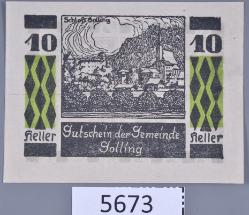 Schloß Golling
10 10
Heller Heller
Gutschein der Gemeinde
Golling
5673